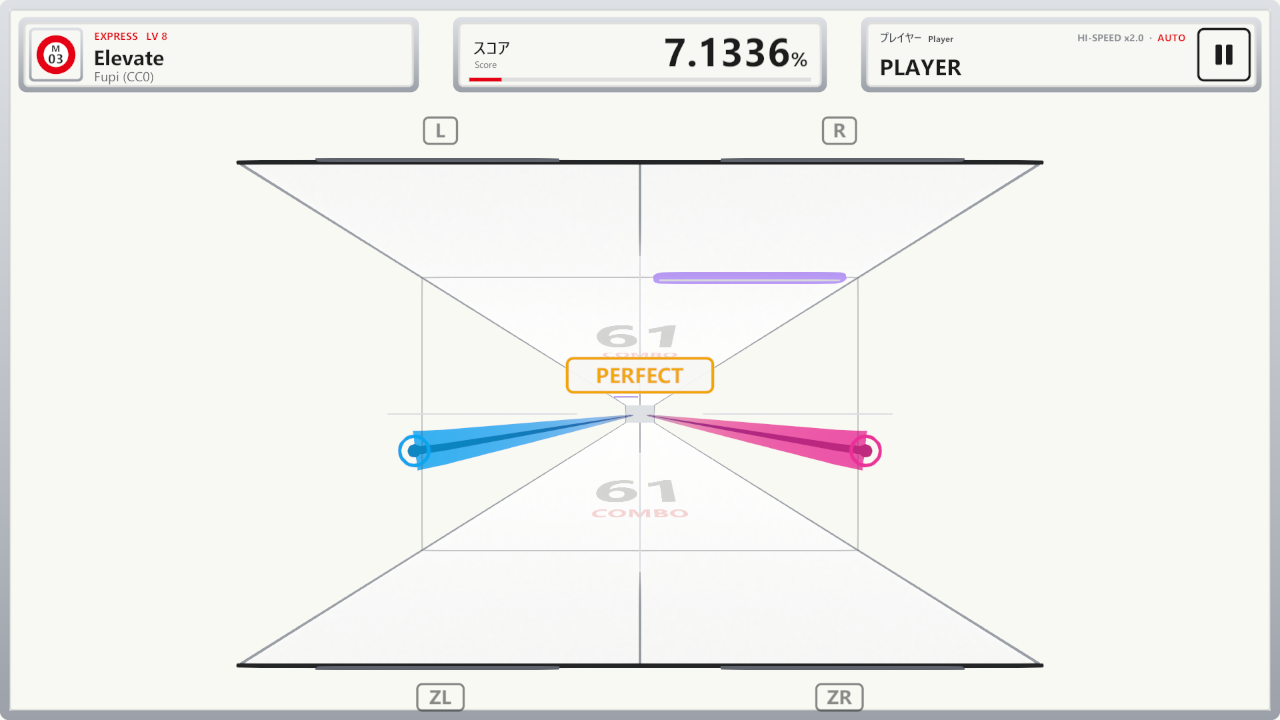 M
03
EXPRESS LV 8
Elevate
Fupi (CC0)
スコア
Score
7.1336%
プレイヤー Player
HI-SPEED x2.0 · AUTO
PLAYER
L
R
61
COMBO
PERFECT
61
COMBO
ZL
ZR